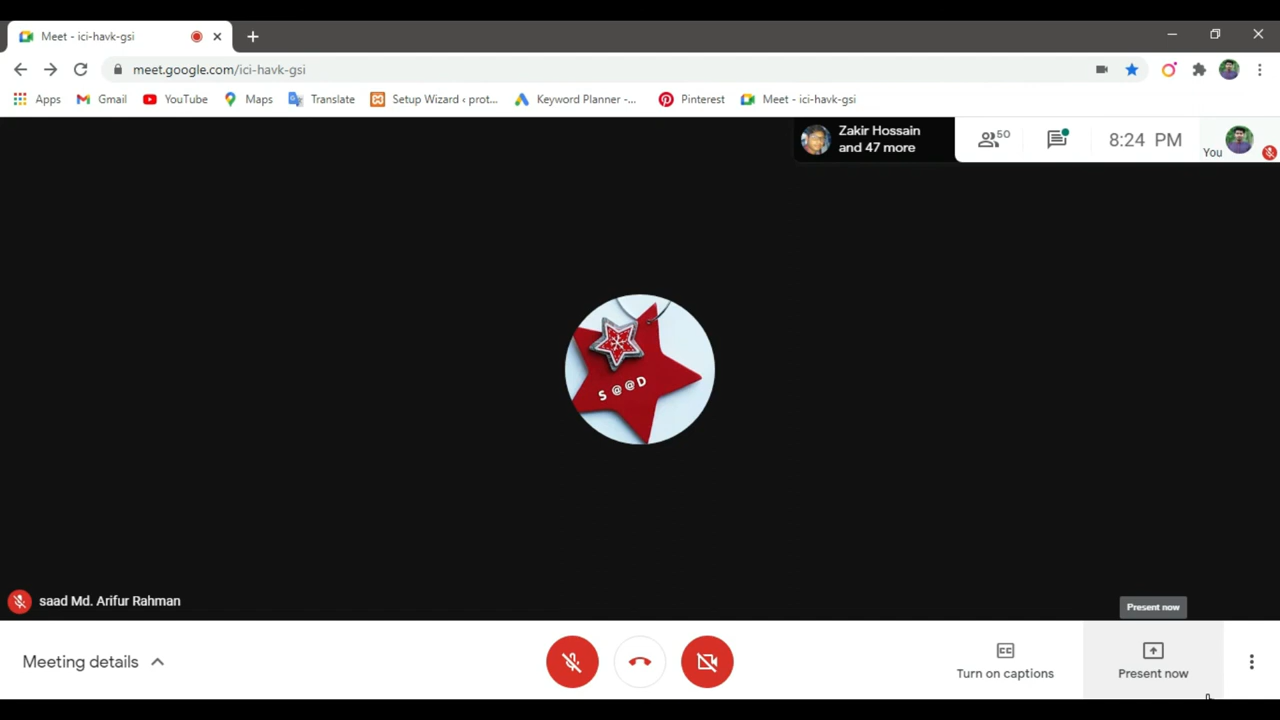 Meet - ici-havk-gsi
meet.google.com/ici-havk-gsi
Apps Gmail YouTube Maps Translate Setup Wizard ‹ prot... Keyword Planner -... Pinterest Meet - ici-havk-gsi
Zakir Hossain
and 47 more
50
8:24 PM
You
S @@D
saad Md. Arifur Rahman
Present now
Meeting details
CC
Turn on captions
Present now